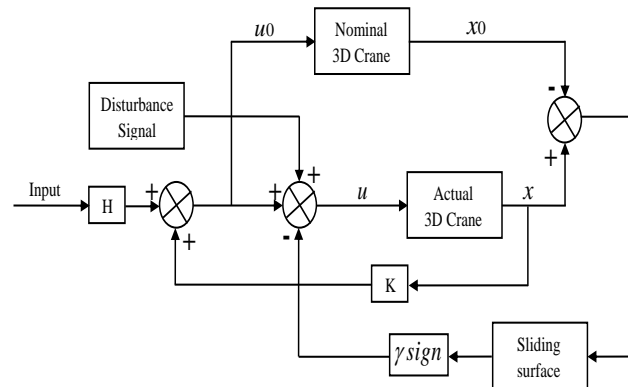 u0
Nominal
3D Crane
x0
-
Disturbance
Signal
+
+
Input
H
+
+
+
-
u
Actual
3D Crane
x
+
K
γ sign
Sliding
surface